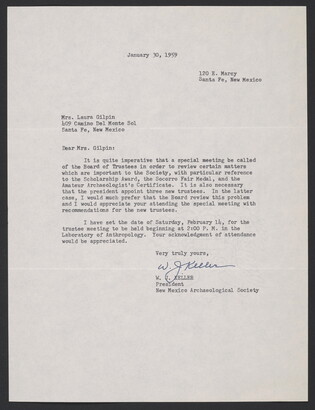 January 30, 1959
120 E. Marcy
Santa Fe, New Mexico
Mrs. Laura Gilpin
409 Camino Del Monte Sol
Santa Fe, New Mexico
Dear Mrs. Gilpin:
It is quite imperative that a special meeting be called
of the Board of Trustees in order to review certain matters
which are important to the Society, with particular reference
to the Scholarship Award, the Socorro Fair Medal, and the
Amateur Archaeologist's Certificate. It is also necessary
that the president appoint three new trustees. In the latter
case, I would much prefer that the Board review this problem
and I would appreciate your attending the special meeting with
recommendations for the new trustees.
I have set the date of Saturday, February 14, for the
trustee meeting to be held beginning at 2:00 P. M. in the
Laboratory of Anthropology. Your acknowledgment of attendance
would be appreciated.
Very truly yours,
W. J. Keller
W. J. KELLER
President
New Mexico Archaeological Society